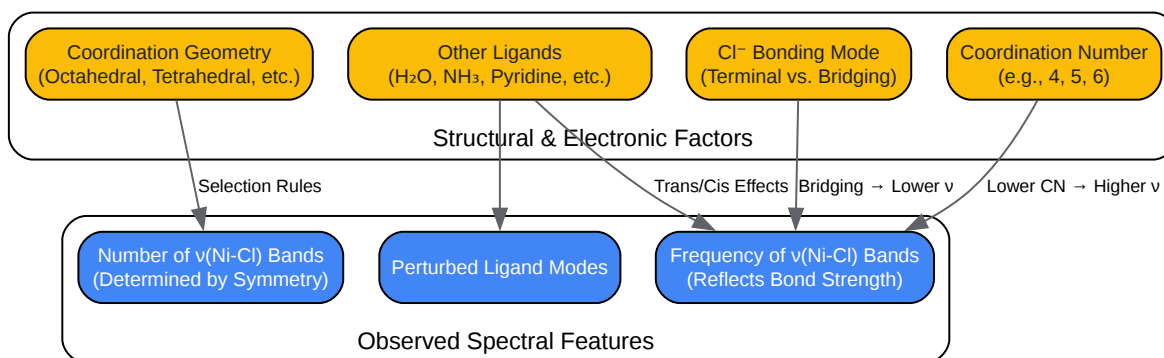 Coordination Geometry
(Octahedral, Tetrahedral, etc.)
Other Ligands
(H₂O, NH₃, Pyridine, etc.)
Cl⁻ Bonding Mode
(Terminal vs. Bridging)
Coordination Number
(e.g., 4, 5, 6)
Structural & Electronic Factors
Selection Rules
Trans/Cis Effects
Bridging → Lower ν
Lower CN → Higher ν
Number of ν(Ni-Cl) Bands
(Determined by Symmetry)
Perturbed Ligand Modes
Frequency of ν(Ni-Cl) Bands
(Reflects Bond Strength)
Observed Spectral Features